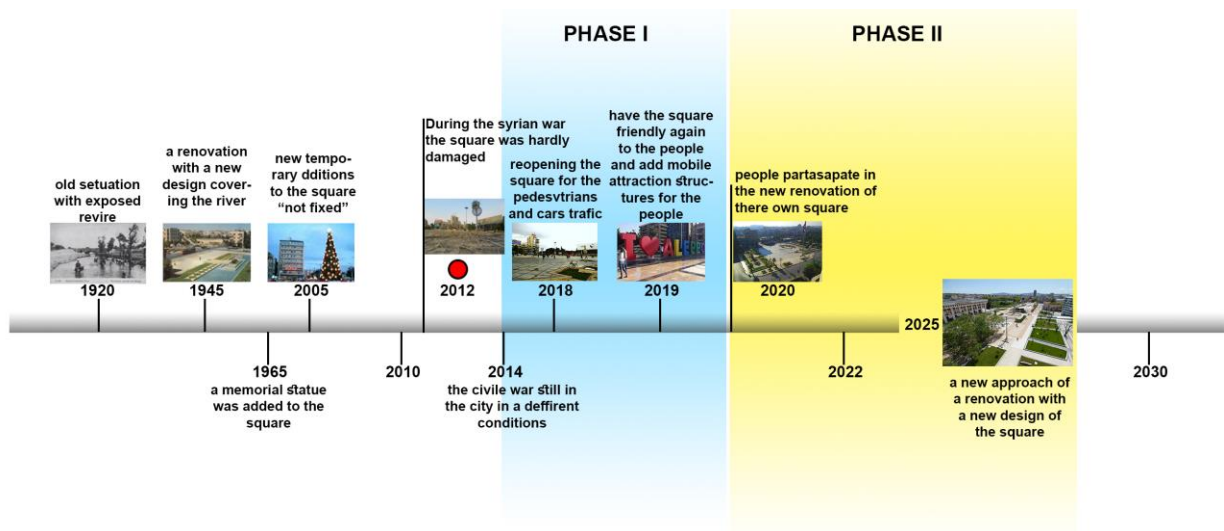 PHASE I
PHASE II
old setuation
with exposed
revire
1920
a renovation
with a new
design cover-
ing the river
1945
new tempo-
rary dditions
to the square
“not fixed”
2005
During the syrian war
the square was hardly
damaged
2012
reopening the
square for the
pedesvtrians
and cars trafic
2018
have the square
friendly again
to the people
and add mobile
attraction struc-
tures for the
people
I ALEPPO
2019
people partasapate in
the new renovation of
there own square
2020
2025
1965
a memorial statue
was added to the
square
2010
2014
the civile war still in
the city in a deffirent
conditions
2022
a new approach of
a renovation with
a new design of
the square
2030